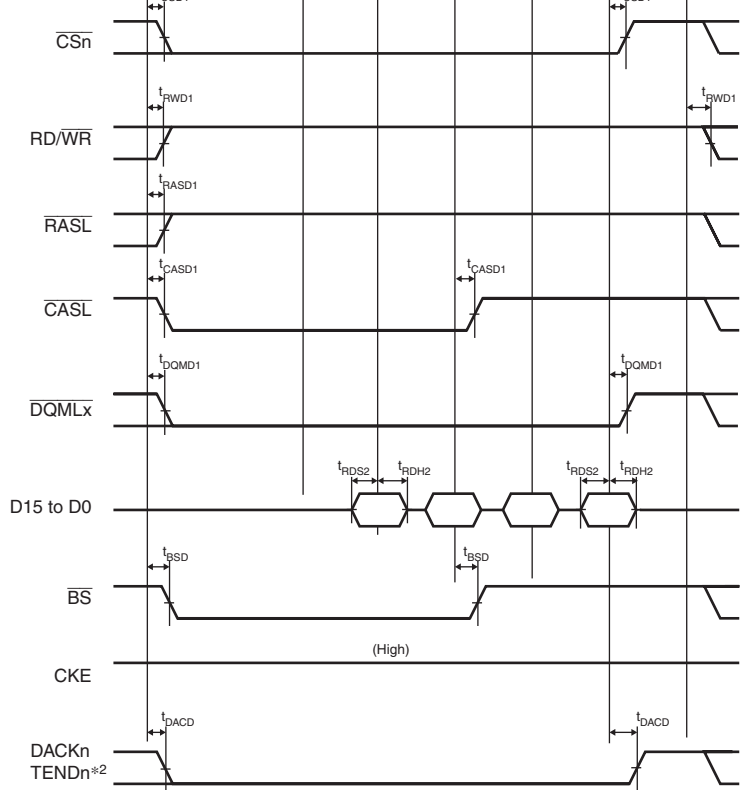 CSn
tRWD1 tRWD1
RD/WR
tRASD1
RASL
tCASD1 tCASD1
CASL
tDQMD1 tDQMD1
DQMLx
tRDS2 tRDH2 tRDS2 tRDH2
D15 to D0
tBSD tBSD
BS
(High)
CKE
tDACD tDACD
DACKn
TENDn*2